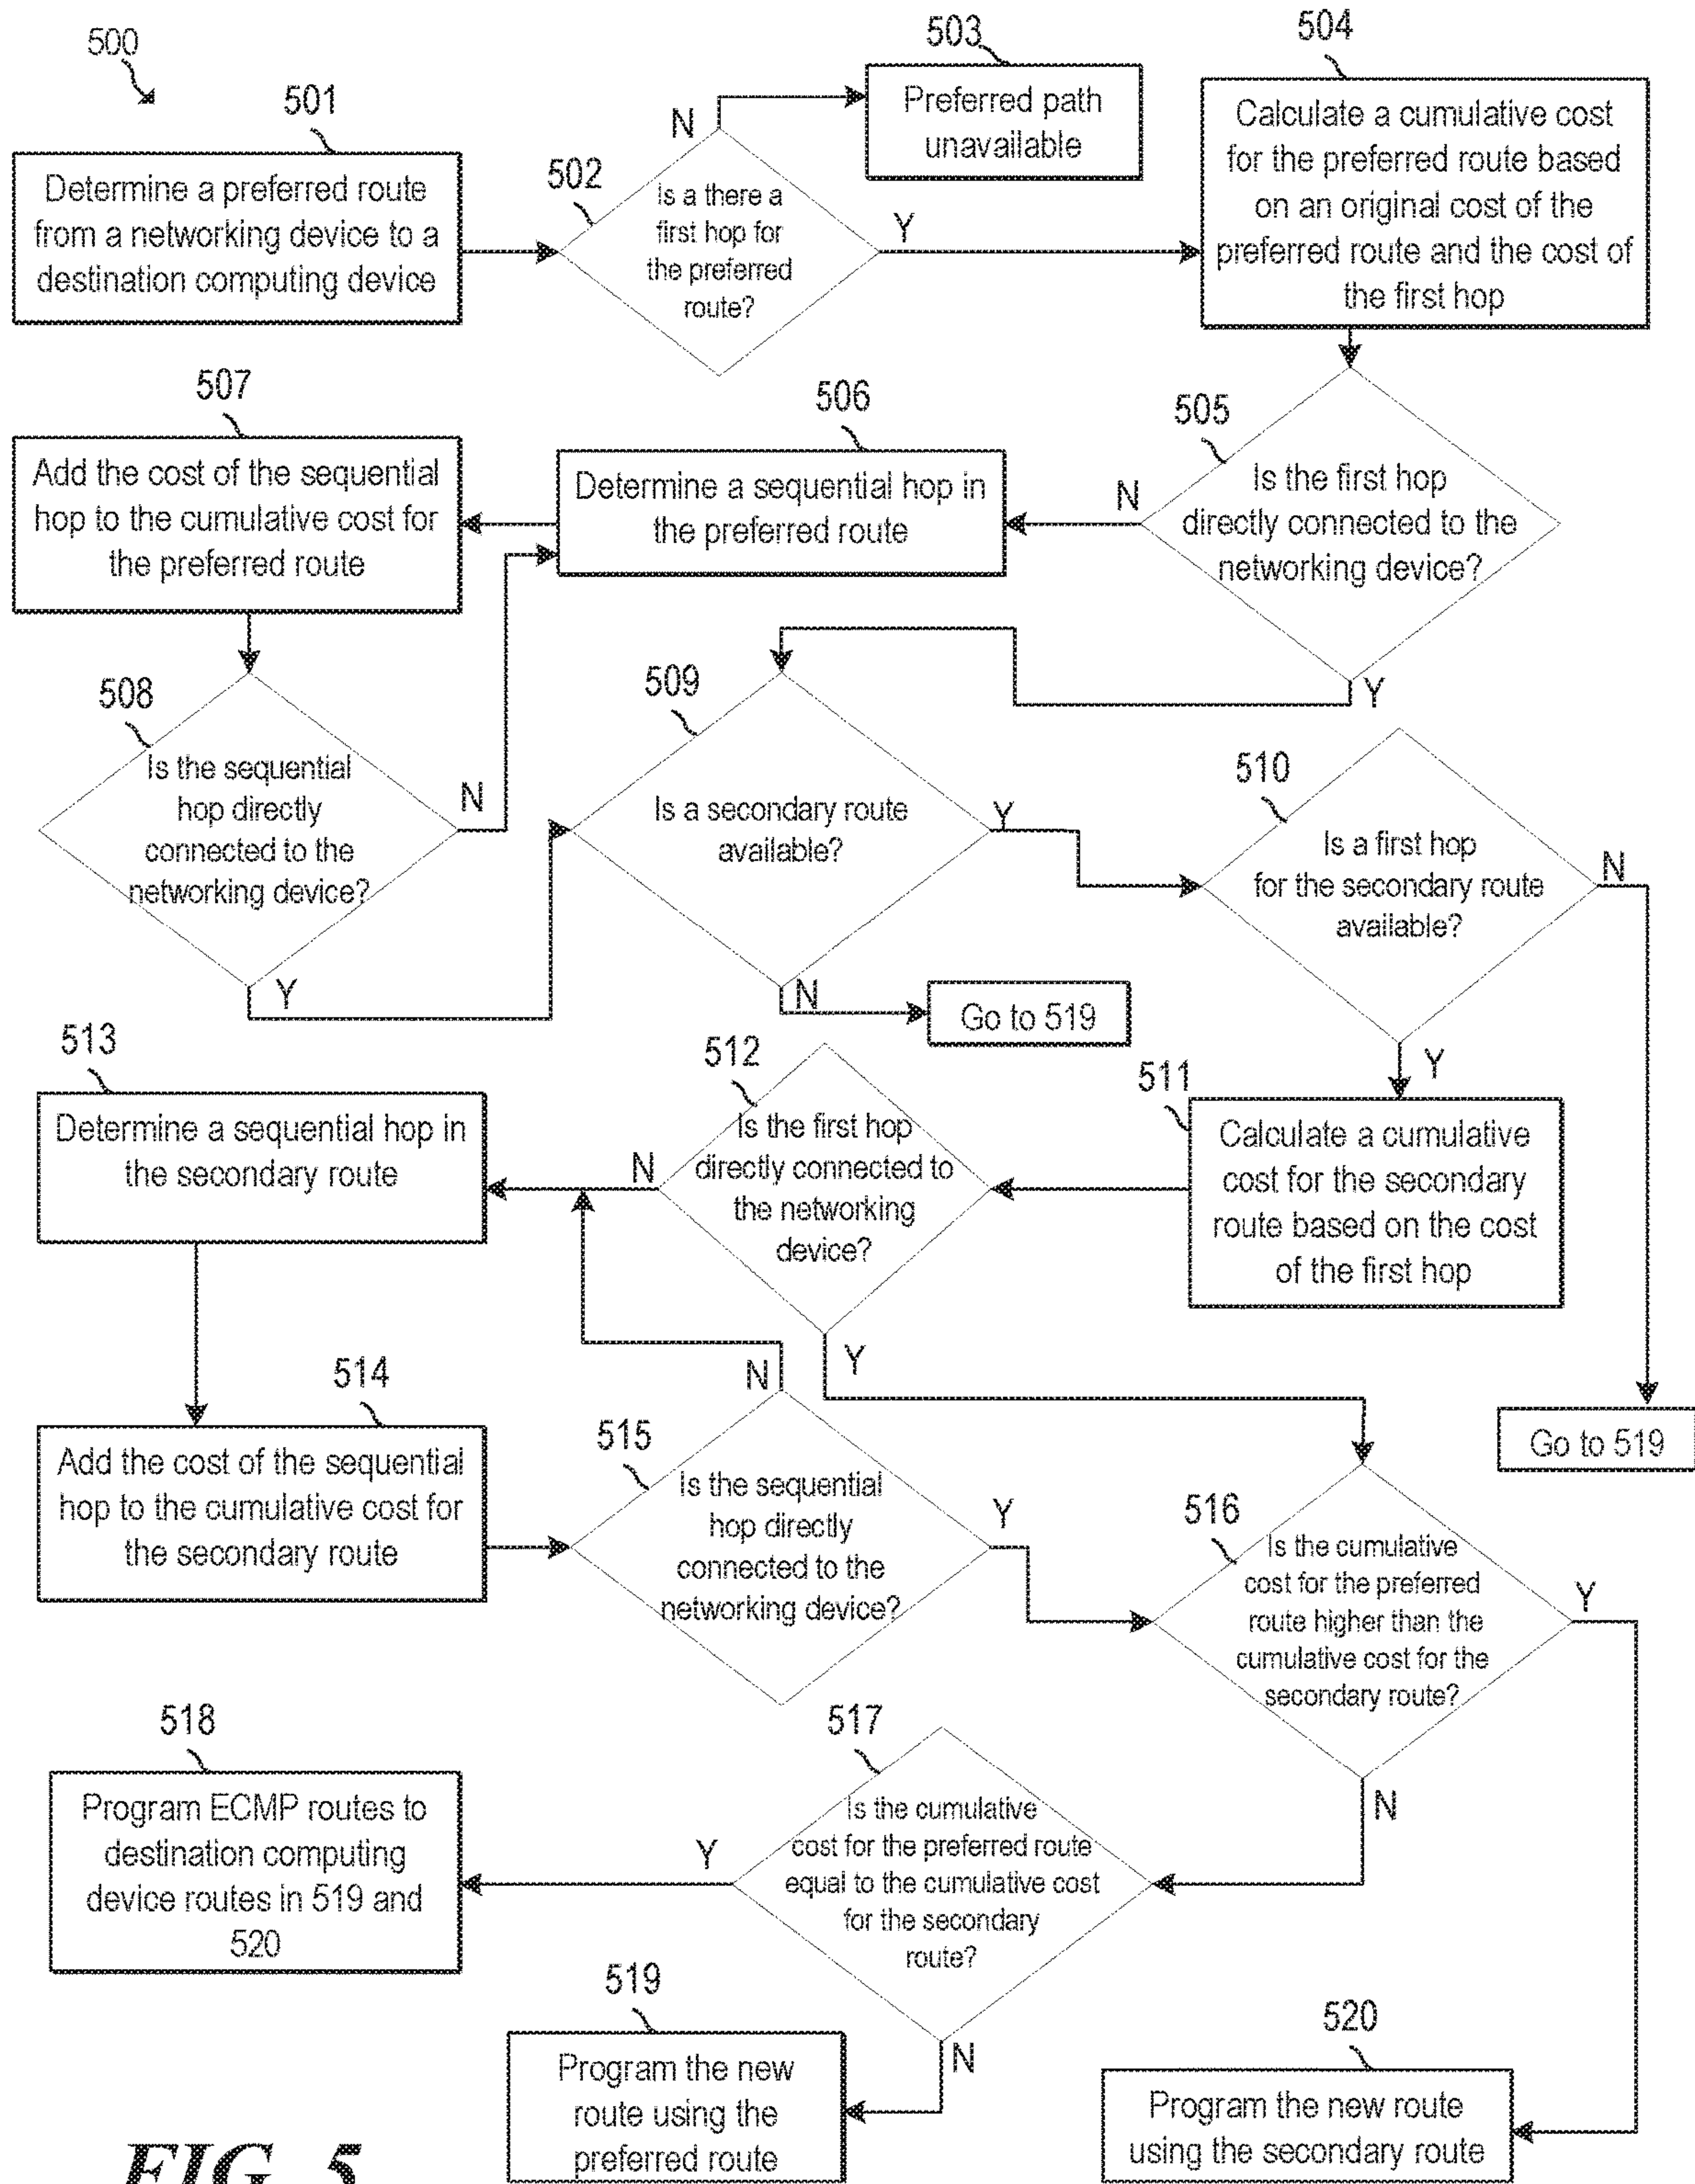 500
501
Determine a preferred route
from a networking device to a
destination computing device
502
Is a there a
first hop for
the preferred
route?
N
Y
503
Preferred path
unavailable
504
Calculate a cumulative cost
for the preferred route based
on an original cost of the
preferred route and the cost of
the first hop
505
Is the first hop
directly connected to the
networking device?
N
Y
506
Determine a sequential hop in
the preferred route
507
Add the cost of the sequential
hop to the cumulative cost for
the preferred route
508
Is the sequential
hop directly
connected to the
networking device?
N
Y
509
Is a secondary route
available?
Y
N
Go to 519
510
Is a first hop
for the secondary route
available?
N
Y
Go to 519
511
Calculate a cumulative
cost for the secondary
route based on the cost
of the first hop
512
Is the first hop
directly connected to
the networking
device?
N
Y
513
Determine a sequential hop in
the secondary route
514
Add the cost of the sequential
hop to the cumulative cost for
the secondary route
515
Is the sequential
hop directly
connected to the
networking device?
N
Y
516
Is the cumulative
cost for the preferred
route higher than the
cumulative cost for the
secondary route?
Y
N
517
Is the cumulative
cost for the preferred route
equal to the cumulative cost
for the secondary
route?
Y
N
518
Program ECMP routes to
destination computing
device routes in 519 and
520
519
Program the new
route using the
preferred route
520
Program the new route
using the secondary route
FIG. 5